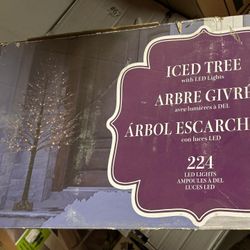 ICED TREE
with LED Lights
ARBRE GIVRÉ
avec lumières à DEL
ÁRBOL ESCARCH
con luces LED
224
LED LIGHTS
AMPOULES À DEL
LUCES LED